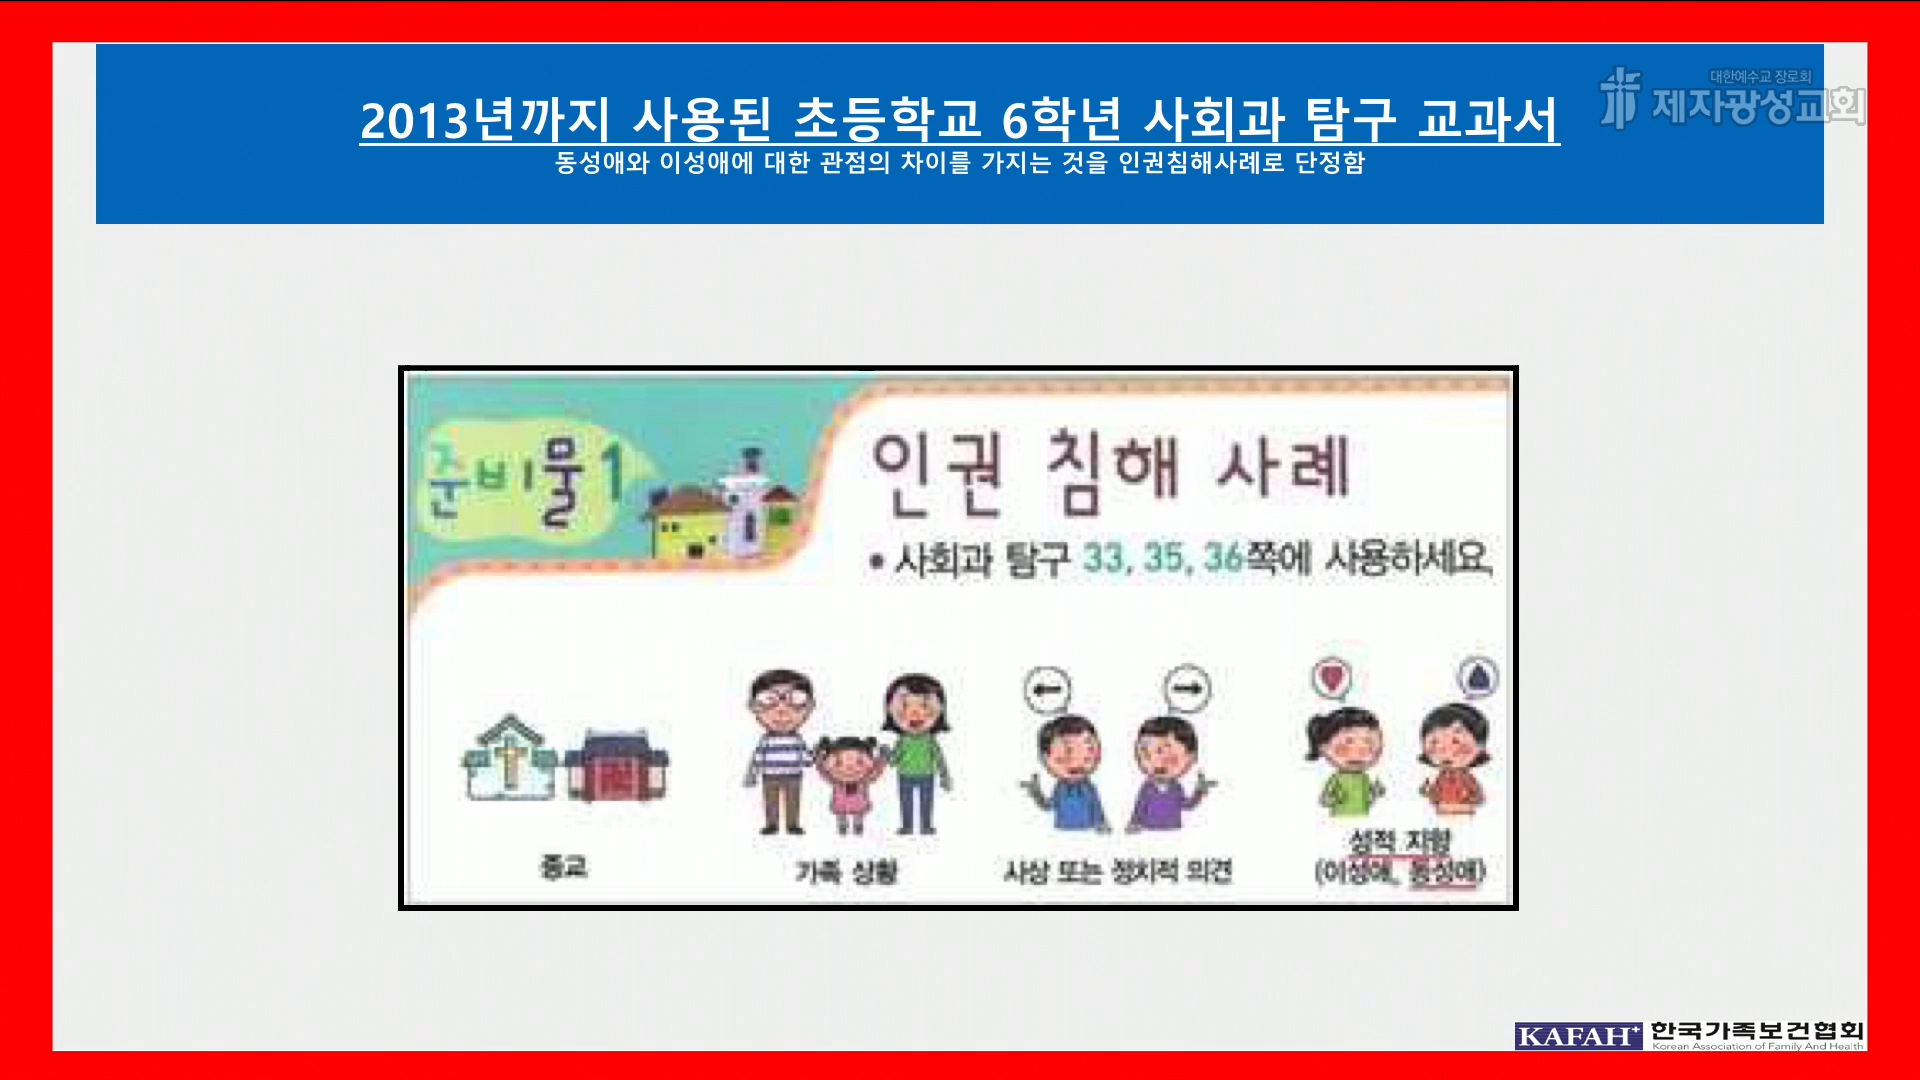 대한예수교 장로회
제자광성교회
2013년까지 사용된 초등학교 6학년 사회과 탐구 교과서
동성애와 이성애에 대한 관점의 차이를 가지는 것을 인권침해사례로 단정함
준비물1
인권 침해 사례
• 사회과 탐구 33, 35, 36쪽에 사용하세요.
종교
가족 상황
사상 또는 정치적 의견
성적 지향
(이성애, 동성애)
KAFAH+ 한국가족보건협회
Korean Association of Family And Health